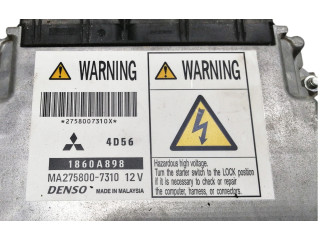 WARNING
*2758007310X*
4D56
1860A898
MA275800-7310 12V
DENSO MADE IN MALAYSIA
WARNING
Hazardous high voltage.
Turn the starter switch to the LOCK position
if it is necessary to check or repair
the computer, harness, or connectors.